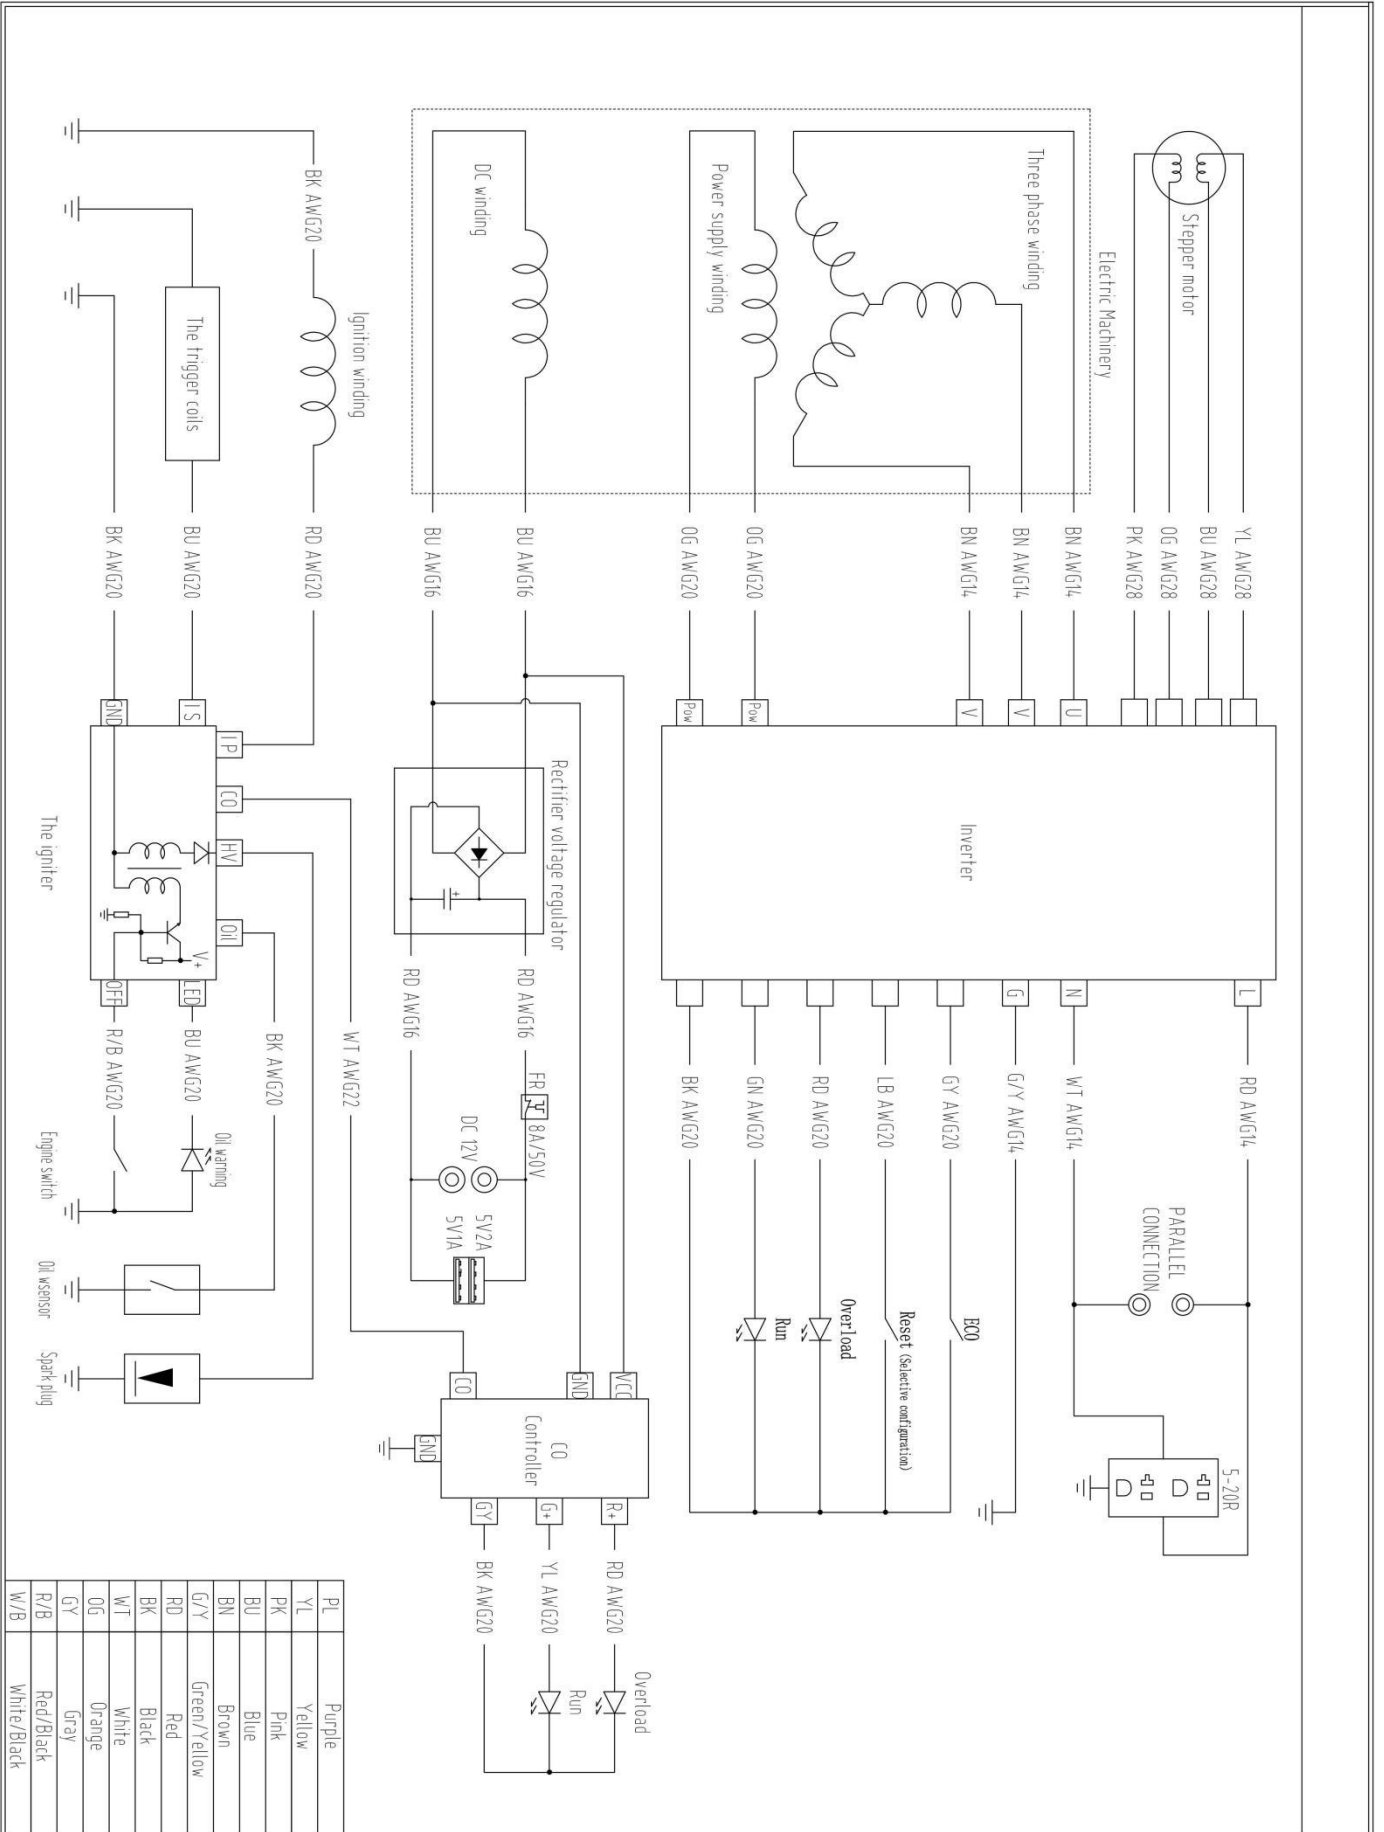 Stepper motor
YL AWG28
BU AWG28
OG AWG28
PK AWG28
Electric Machinery
Three phase winding
BN AWG14
BN AWG14
BN AWG14
Power supply winding
OG AWG20
OG AWG20
DC winding
BU AWG16
BU AWG16
U
V
V
Pow
Pow
Inverter
L
N
G
RD AWG14
WT AWG14
G/Y AWG14
GY AWG20
LB AWG20
RD AWG20
GN AWG20
BK AWG20
PARALLEL
CONNECTION
5-20R
ECO
Reset (Selective configuration)
Overload
Run
Rectifier voltage regulator
+
RD AWG16
RD AWG16
FR
8A/50V
DC 12V
5V2A
5V1A
VCC
GND
CO
CO
Controller
GND
R+
G+
GY
RD AWG20
YL AWG20
BK AWG20
Overload
Run
Ignition winding
BK AWG20
RD AWG20
The trigger coils
BU AWG20
BK AWG20
IP
CO
HV
Oil
IS
GND
V+
LED
OFF
The igniter
WT AWG22
BK AWG20
BU AWG20
R/B AWG20
Oil warning
Engine switch
Oil wsensor
Spark plug
PL Purple
YL Yellow
PK Pink
BU Blue
BN Brown
G/Y Green/Yellow
RD Red
BK Black
WT White
OG Orange
GY Gray
R/B Red/Black
W/B White/Black